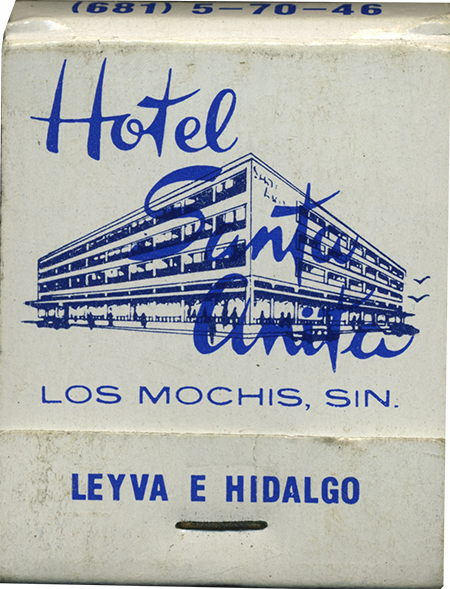 (681) 5-70-46
Hotel
Santa
Anita
LOS MOCHIS, SIN.
LEYVA E HIDALGO